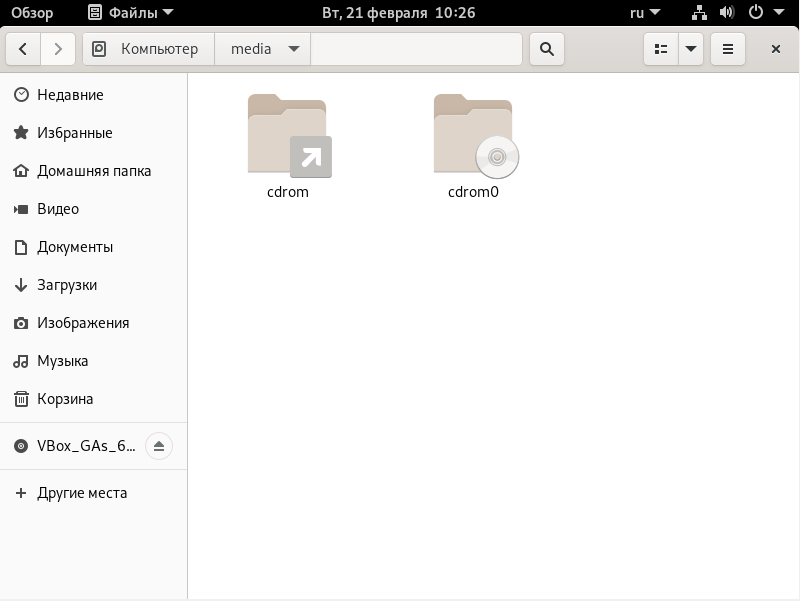 Обзор Файлы Вт, 21 февраля 10:26 ru
Компьютер media
Недавние
Избранные
Домашняя папка
Видео
Документы
Загрузки
Изображения
Музыка
Корзина
VBox_GAs_6...
Другие места
cdrom cdrom0